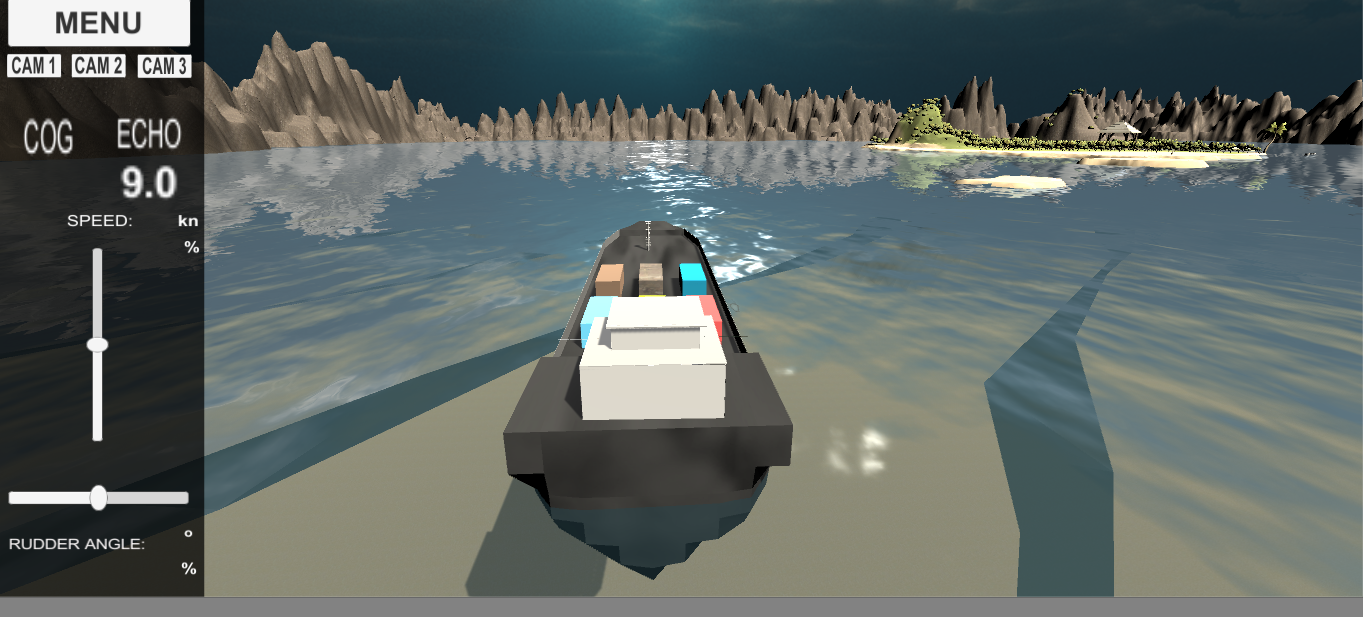 MENU
CAM 1 CAM 2 CAM 3
COG ECHO
9.0
SPEED: kn
%
°
RUDDER ANGLE:
%